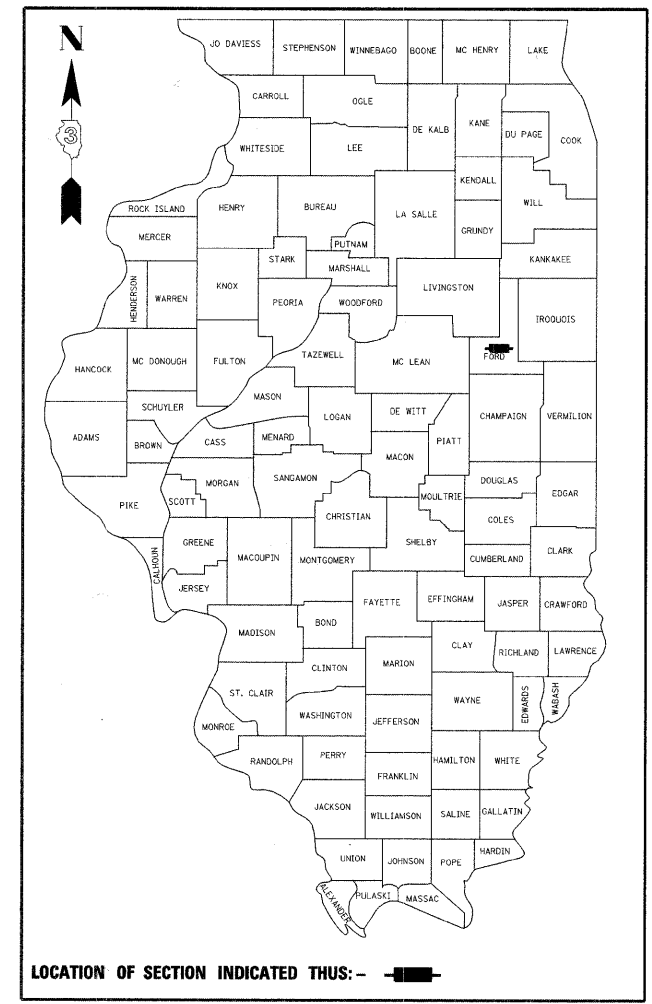 N
3
JO DAVIESS
STEPHENSON
WINNEBAGO
BOONE
MC HENRY
LAKE
CARROLL
OGLE
DE KALB
KANE
DU PAGE
COOK
WHITESIDE
LEE
KENDALL
WILL
ROCK ISLAND
HENRY
BUREAU
LA SALLE
GRUNDY
MERCER
PUTNAM
STARK
MARSHALL
KANKAKEE
HENDERSON
WARREN
KNOX
PEORIA
WOODFORD
LIVINGSTON
IROQUOIS
HANCOCK
MC DONOUGH
FULTON
TAZEWELL
MC LEAN
FORD
MASON
SCHUYLER
LOGAN
DE WITT
CHAMPAIGN
VERMILION
ADAMS
BROWN
CASS
MENARD
PIATT
MACON
MORGAN
SANGAMON
DOUGLAS
EDGAR
PIKE
SCOTT
CHRISTIAN
MOULTRIE
COLES
GREENE
MACOUPIN
MONTGOMERY
SHELBY
CUMBERLAND
CLARK
CALHOUN
JERSEY
FAYETTE
EFFINGHAM
JASPER
CRAWFORD
MADISON
BOND
CLAY
RICHLAND
LAWRENCE
CLINTON
MARION
ST. CLAIR
WAYNE
EDWARDS
WABASH
WASHINGTON
JEFFERSON
MONROE
RANDOLPH
PERRY
HAMILTON
WHITE
FRANKLIN
JACKSON
WILLIAMSON
SALINE
GALLATIN
UNION
JOHNSON
POPE
HARDIN
ALEXANDER
PULASKI
MASSAC
LOCATION OF SECTION INDICATED THUS: -